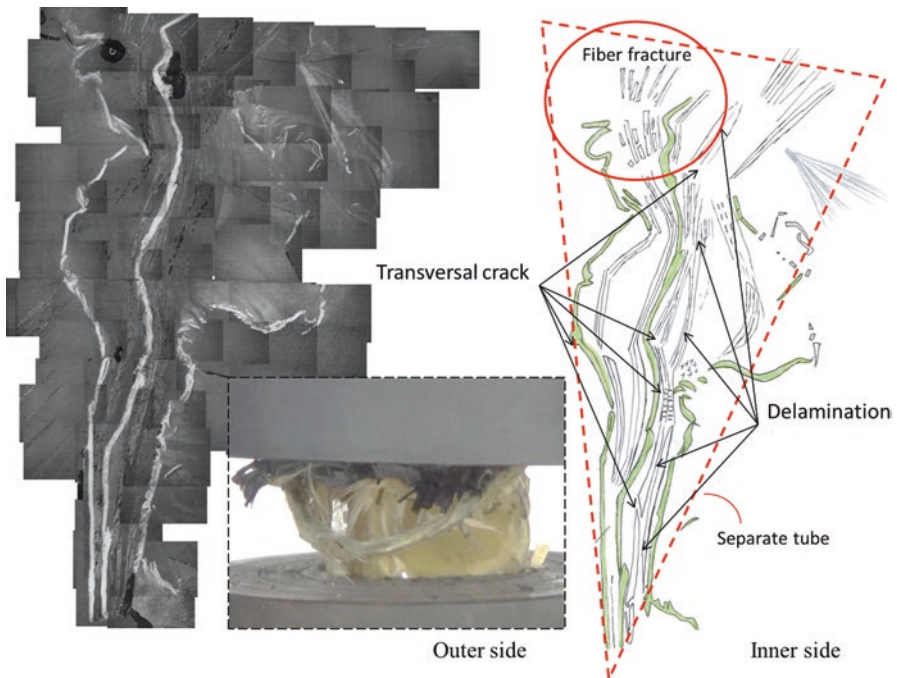 Fiber fracture
Transversal crack
Delamination
Separate tube
Outer side
Inner side